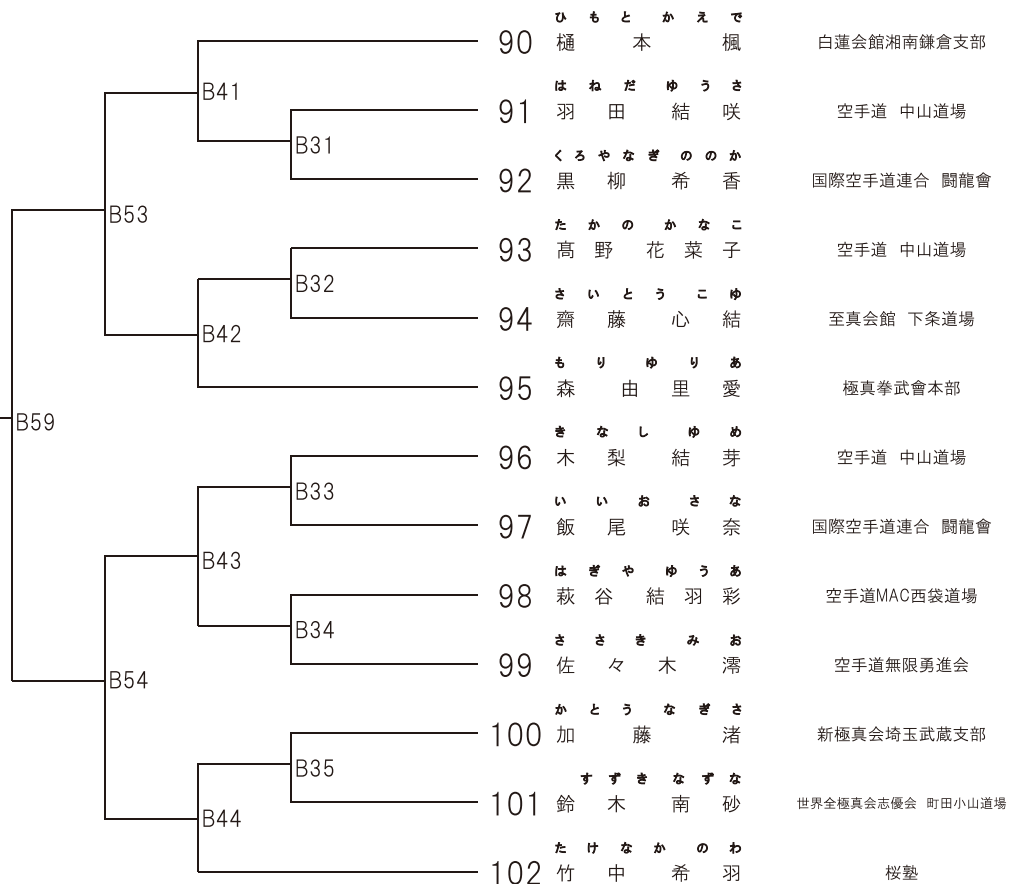 ひもと かえで
90 樋本 楓 白蓮会館湘南鎌倉支部
B41
はねだ ゆうさ
91 羽田 結咲 空手道 中山道場
B31
くろやなぎ ののか
92 黒柳 希香 国際空手道連合 闘龍會
B53
たかの かなこ
93 髙野 花菜子 空手道 中山道場
B32
さいとう こゆ
94 齋藤 心結 至真会館 下条道場
B42
もり ゆりあ
95 森 由里愛 極真拳武會本部
B59
きなし ゆめ
96 木梨 結芽 空手道 中山道場
B33
いいお さな
97 飯尾 咲奈 国際空手道連合 闘龍會
B43
はぎや ゆうあ
98 萩谷 結羽彩 空手道MAC西袋道場
B34
ささき みお
99 佐々木 澪 空手道無限勇進会
B54
かとう なぎさ
100 加藤 渚 新極真会埼玉武蔵支部
B35
すずき なずな
101 鈴木 南砂 世界全極真会志優会 町田小山道場
B44
たけなか のわ
102 竹中 希羽 桜塾